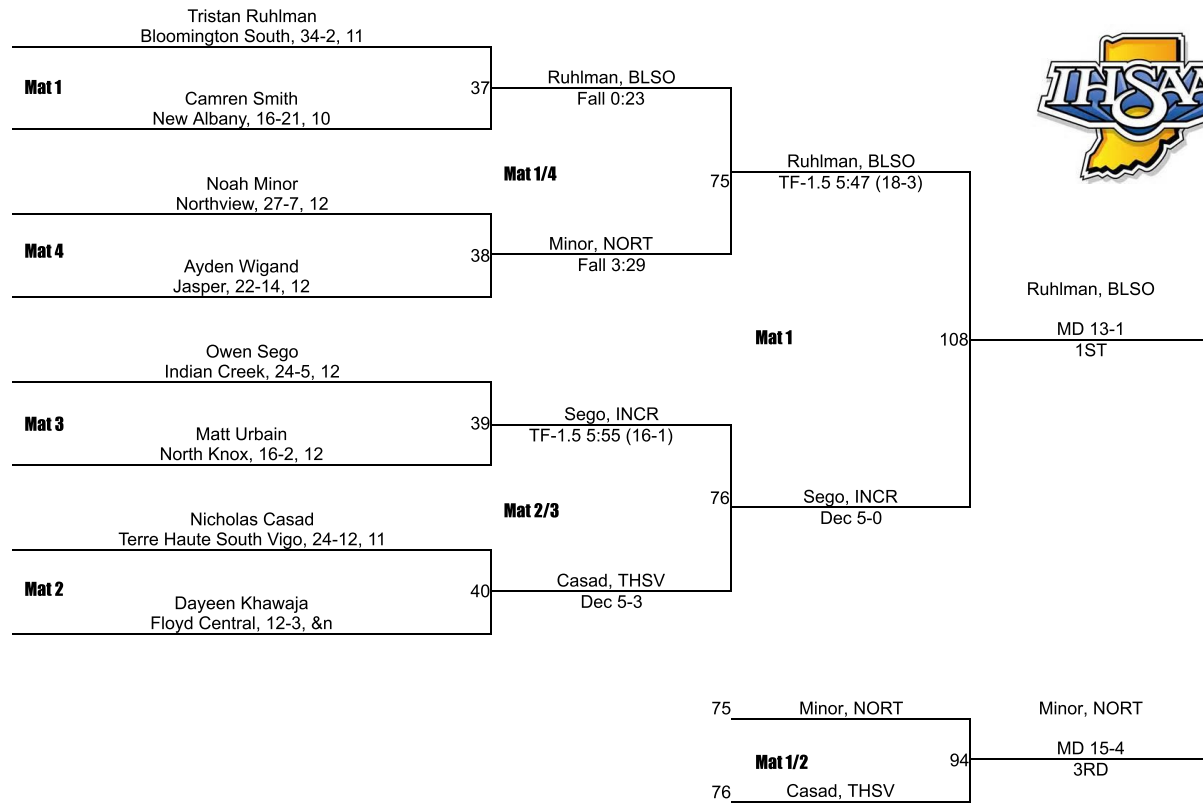 Tristan Ruhlman
Bloomington South, 34-2, 11
Mat 1
Camren Smith
New Albany, 16-21, 10
37
Ruhlman, BLSO
Fall 0:23
Noah Minor
Northview, 27-7, 12
Mat 4
Ayden Wigand
Jasper, 22-14, 12
38
Minor, NORT
Fall 3:29
Mat 1/4
75
Ruhlman, BLSO
TF-1.5 5:47 (18-3)
Owen Sego
Indian Creek, 24-5, 12
Mat 3
Matt Urbain
North Knox, 16-2, 12
39
Sego, INCR
TF-1.5 5:55 (16-1)
Nicholas Casad
Terre Haute South Vigo, 24-12, 11
Mat 2
Dayeen Khawaja
Floyd Central, 12-3, &n
40
Casad, THSV
Dec 5-3
Mat 2/3
76
Sego, INCR
Dec 5-0
Mat 1
108
Ruhlman, BLSO
MD 13-1
1ST
IHSAA
75
Minor, NORT
Mat 1/2
76
Casad, THSV
94
Minor, NORT
MD 15-4
3RD